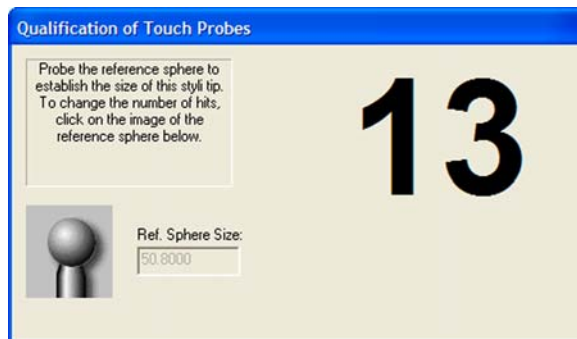 Qualification of Touch Probes
Probe the reference sphere to
establish the size of this styli tip.
To change the number of hits,
click on the image of the
reference sphere below.
13
Ref. Sphere Size:
50.8000